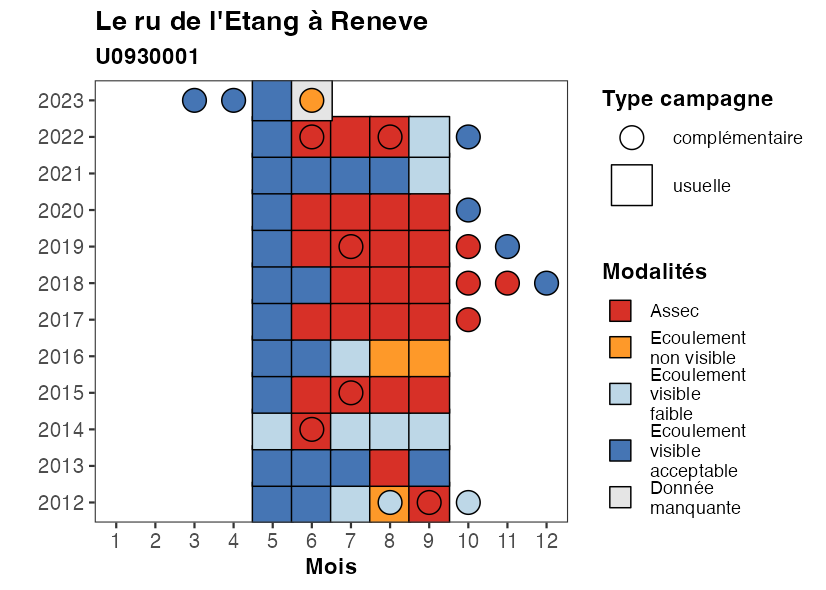 Le ru de l'Etang à Reneve
U0930001
2023
2022
2021
2020
2019
2018
2017
2016
2015
2014
2013
2012
1 2 3 4 5 6 7 8 9 10 11 12
Mois
Type campagne
complémentaire
usuelle
Modalités
Assec
Ecoulement
non visible
Ecoulement
visible
faible
Ecoulement
visible
acceptable
Donnée
manquante